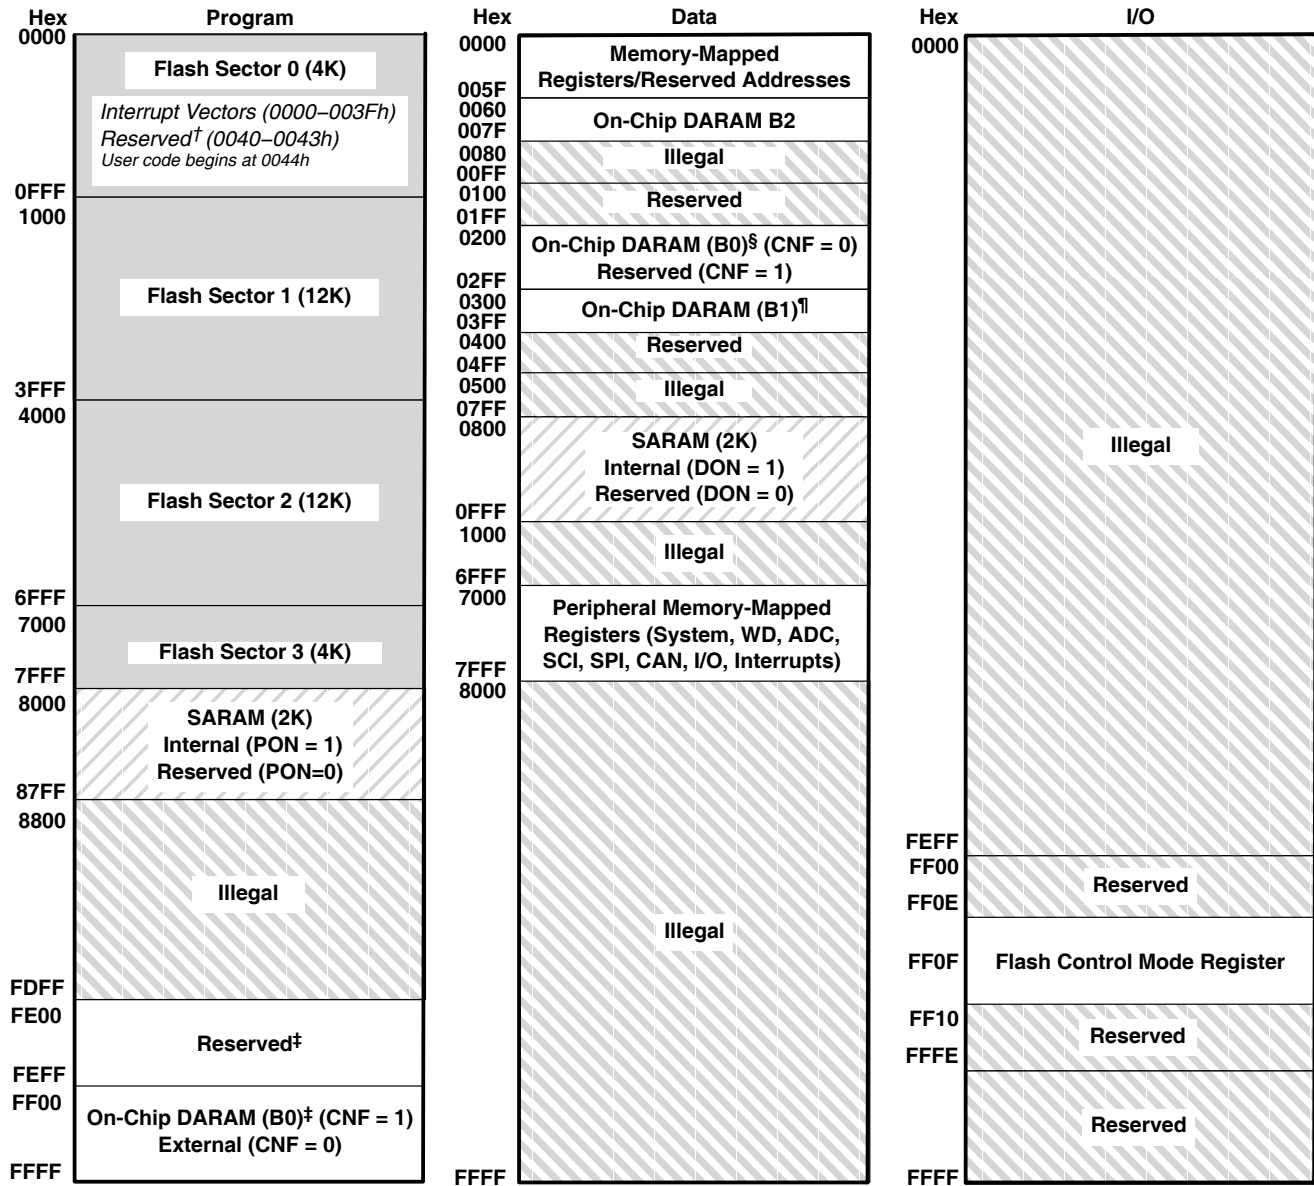 Hex Program
0000
Flash Sector 0 (4K)
Interrupt Vectors (0000–003Fh)
Reserved† (0040–0043h)
User code begins at 0044h
0FFF
1000
Flash Sector 1 (12K)
3FFF
4000
Flash Sector 2 (12K)
6FFF
7000
Flash Sector 3 (4K)
7FFF
8000
SARAM (2K)
Internal (PON = 1)
Reserved (PON=0)
87FF
8800
Illegal
FDFF
FE00
Reserved‡
FEFF
FF00
On-Chip DARAM (B0)‡ (CNF = 1)
External (CNF = 0)
FFFF
Hex Data
0000
Memory-Mapped
Registers/Reserved Addresses
005F
0060
On-Chip DARAM B2
007F
0080
Illegal
00FF
0100
Reserved
01FF
0200
On-Chip DARAM (B0)§ (CNF = 0)
Reserved (CNF = 1)
02FF
0300
On-Chip DARAM (B1)¶
03FF
0400
Reserved
04FF
0500
Illegal
07FF
0800
SARAM (2K)
Internal (DON = 1)
Reserved (DON = 0)
0FFF
1000
Illegal
6FFF
7000
Peripheral Memory-Mapped
Registers (System, WD, ADC,
SCI, SPI, CAN, I/O, Interrupts)
7FFF
8000
Illegal
FFFF
Hex I/O
0000
Illegal
FEFF
FF00
Reserved
FF0E
FF0F Flash Control Mode Register
FF10
Reserved
FFFE
Reserved
FFFF